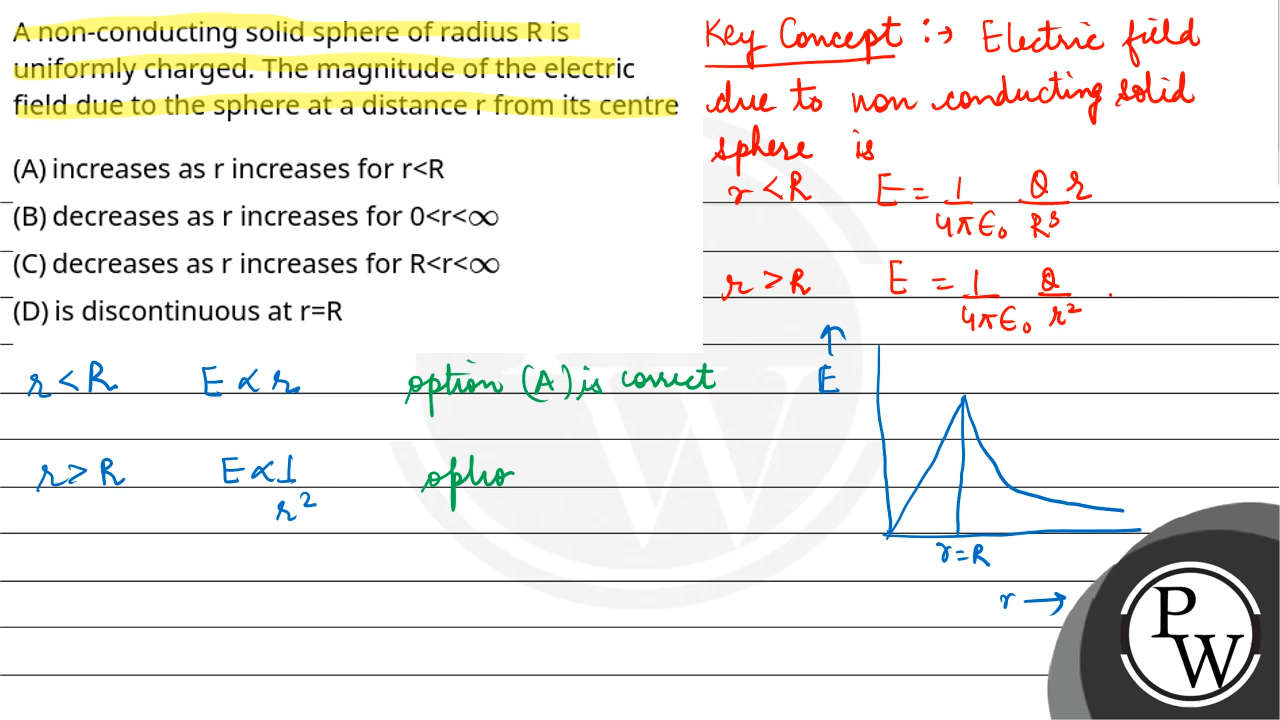 A non-conducting solid sphere of radius R is
uniformly charged. The magnitude of the electric
field due to the sphere at a distance r from its centre
(A) increases as r increases for r<R
(B) decreases as r increases for 0<r<∞
(C) decreases as r increases for R<r<∞
(D) is discontinuous at r=R
Key Concept :→ Electric field
due to non conducting solid
sphere is
r < R E = 1/4πϵ₀ Q/R³ r
r > R E = 1/4πϵ₀ Q/r² .
r < R E ∝ r option (A) is correct
r > R E ∝ 1/r² optio
↑
E
r=R
r →
P
W